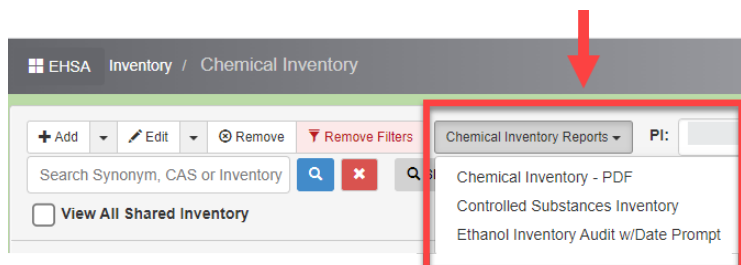 EHSA Inventory / Chemical Inventory
Add Edit Remove Remove Filters Chemical Inventory Reports PI:
Search Synonym, CAS or Inventory
Chemical Inventory - PDF
View All Shared Inventory
Controlled Substances Inventory
Ethanol Inventory Audit w/Date Prompt